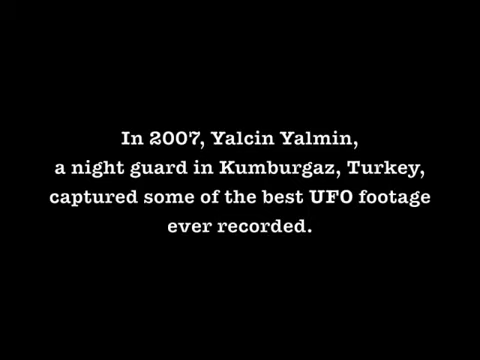 In 2007, Yalcin Yalmin,
a night guard in Kumburgaz, Turkey,
captured some of the best UFO footage
ever recorded.